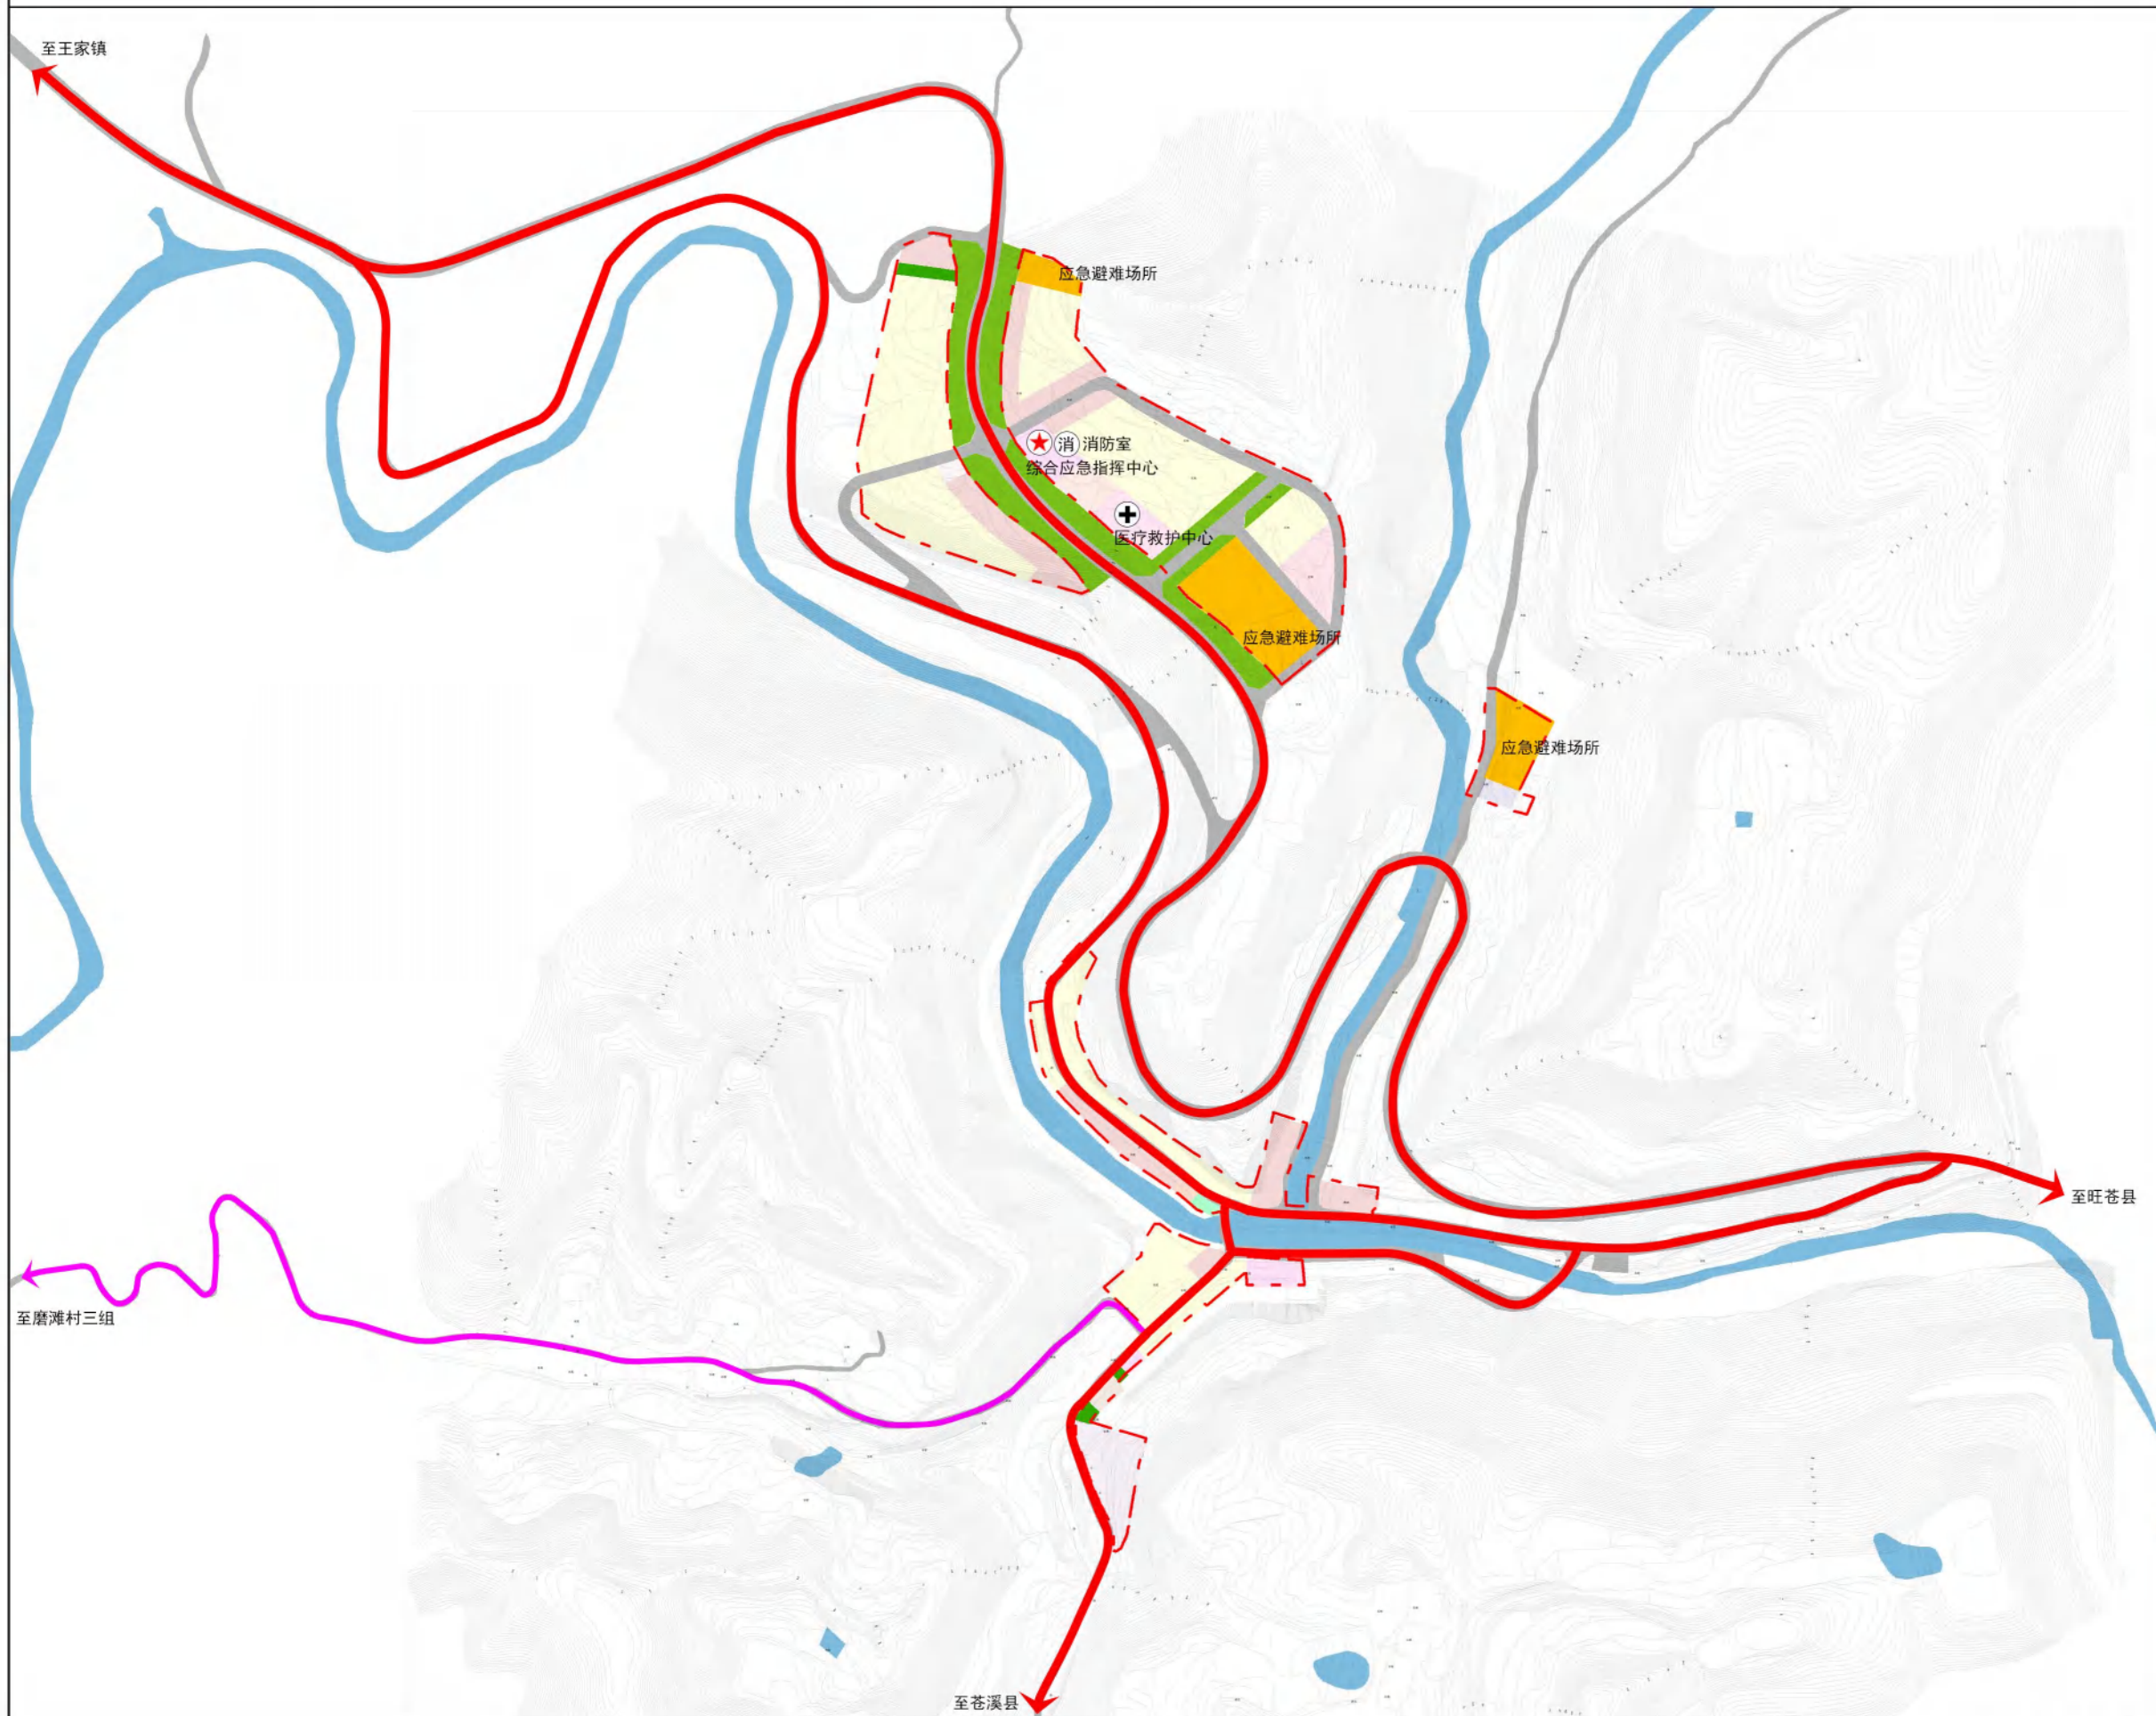 至王家镇
应急避难场所
消 消防室
综合应急指挥中心
医疗救护中心
应急避难场所
应急避难场所
至旺苍县
至磨滩村三组
至苍溪县